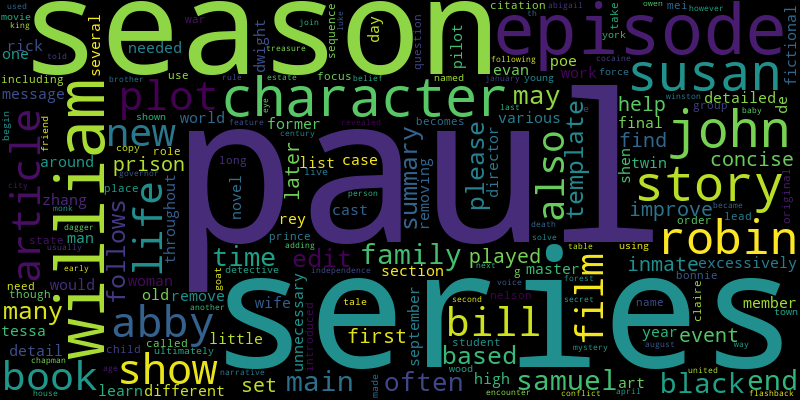 season
episode
paul
series
susan
william
plot
character
john
story
robin
new
life
article
may
also
please
template
film
abby
bill
book
show
samuel
black
family
time
edit
prison
follows
summary
later
many
main
often
based
played
first
find
help
improve
inmate
excessively
concise
detailed
final
twin
event
member
end
year
high
art
set
different
learn
detail
tessa
little
wife
old
remove
would
man
woman
around
zhang
throughout
world
former
list
case
rey
cast
novel
long
live
director
removing
various
becomes
pilot
day
needed
dwight
citation
poe
evan
work
use
focus
message
including
rick
one
several
movie
war
king
told
used
sequence
join
luke
treasure
question
owen
mei
however
abigail
take
york
fictional
cocaine
force
following
january
young
named
belief
estate
rule
brother
begin
friend
shown
copy
role
place
feature
century
last
group
de
shen
original
winston
baby
order
lead
became
governor
city
monk
state
dagger
usually
early
need
though
prince
adding
person
death
solve
table
using
section
master
g
next
detective
independence
goat
another
called
child
ultimately
unnecessary
introduced
september
tale
second
voice
nelson
student
wood
secret
forest
mystery
bonnie
claire
name
town
august
way
united
encounter
flashback
conflict
april
made
narrative
age
house
chapman
revealed
eye
th